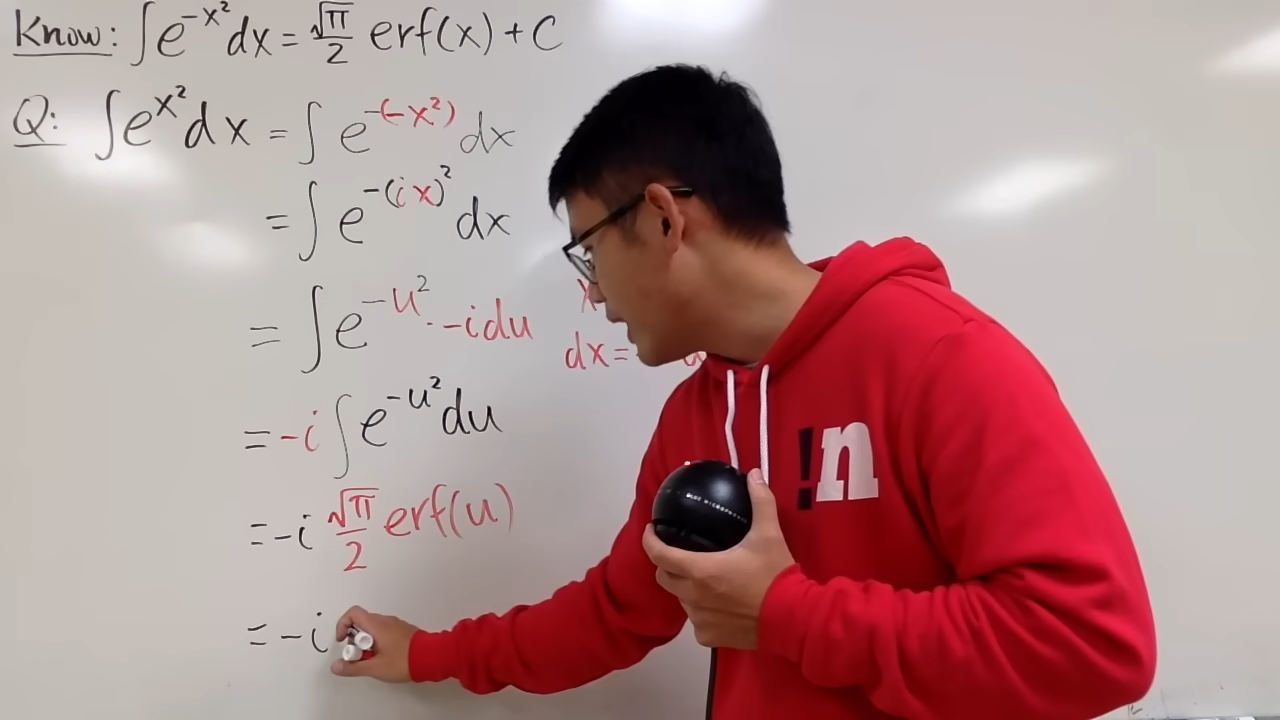 Know: ∫e^{-x²}dx = √π/2 erf(x) + C
Q: ∫e^{x²}dx = ∫e^{-(-x²)}dx
= ∫e^{-(ix)²}dx
= ∫e^{-u²}·-idu
dx=
= -i∫e^{-u²}du
= -i √π/2 erf(u)
= -i
!n